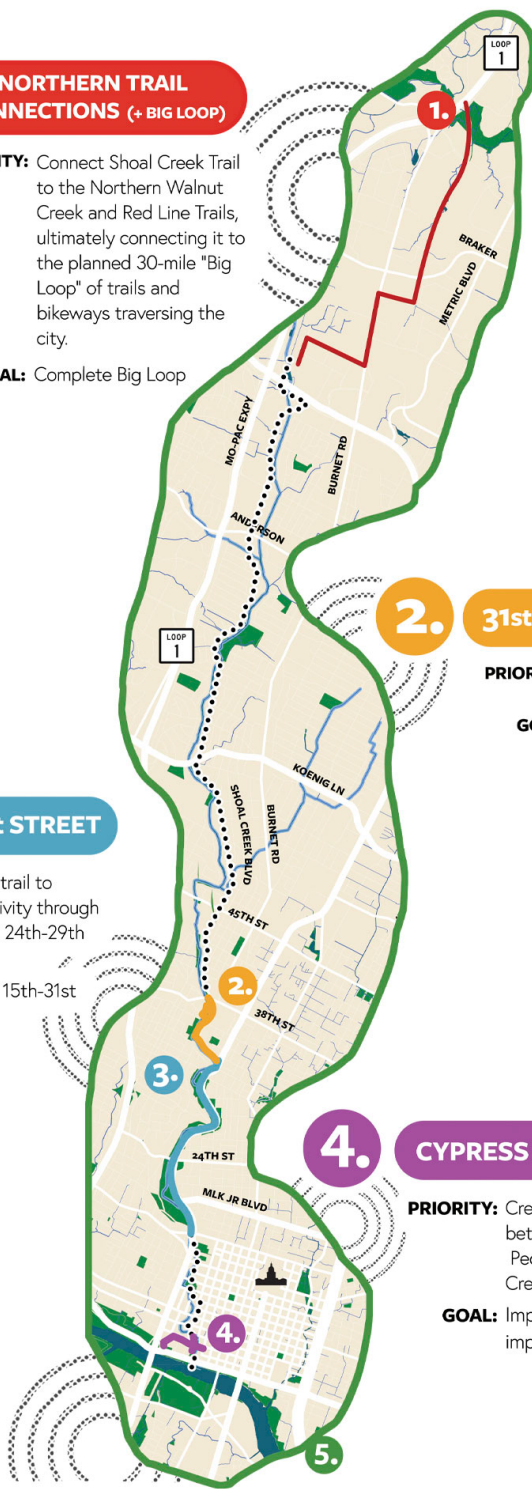 NORTHERN TRAIL
NNECTIONS (+ BIG LOOP)
ITY: Connect Shoal Creek Trail
to the Northern Walnut
Creek and Red Line Trails,
ultimately connecting it to
the planned 30-mile "Big
Loop" of trails and
bikeways traversing the
city.
AL: Complete Big Loop
LOOP
1
1.
BRAKER
METRIC BLVD
MO-PAC EXPY
BURNET RD
ANDERSON
2.
31st
PRIOR
GO
LOOP
1
KOENIG LN
SHOAL CREEK BLVD
BURNET RD
t STREET
trail to
ivity through
24th-29th
15th-31st
45TH ST
2.
38TH ST
3.
24TH ST
MLK JR BLVD
4.
CYPRESS
PRIORITY: Cre
bet
Pec
Cre
GOAL: Imp
imp
4.
5.